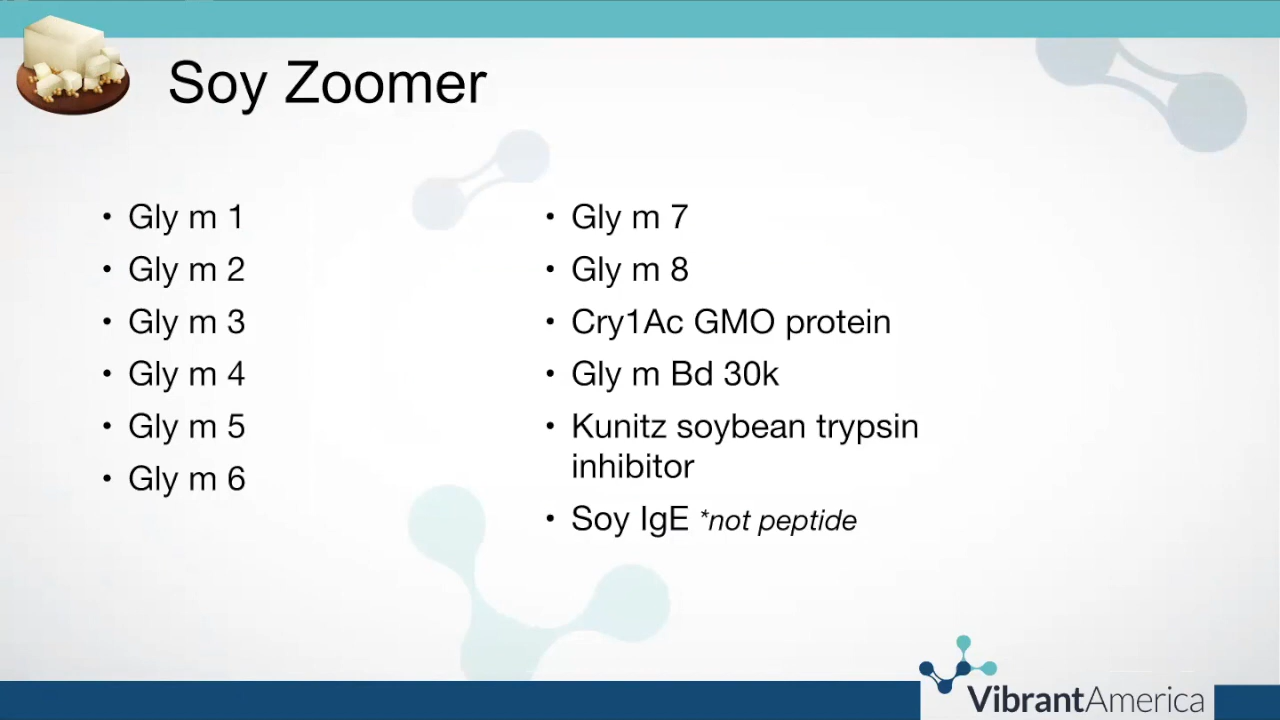 Soy Zoomer
• Gly m 1
• Gly m 2
• Gly m 3
• Gly m 4
• Gly m 5
• Gly m 6
• Gly m 7
• Gly m 8
• Cry1Ac GMO protein
• Gly m Bd 30k
• Kunitz soybean trypsin
inhibitor
• Soy IgE *not peptide
VibrantAmerica